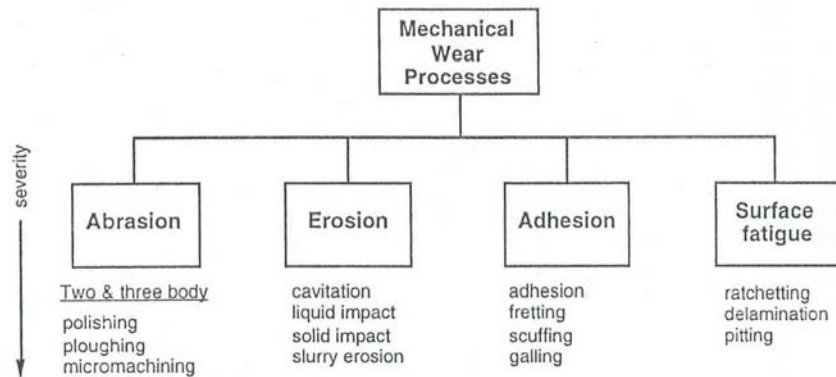 Mechanical
Wear
Processes
severity
Abrasion
Erosion
Adhesion
Surface
fatigue
Two & three body
polishing
ploughing
micromachining
cavitation
liquid impact
solid impact
slurry erosion
adhesion
fretting
scuffing
galling
ratchetting
delamination
pitting